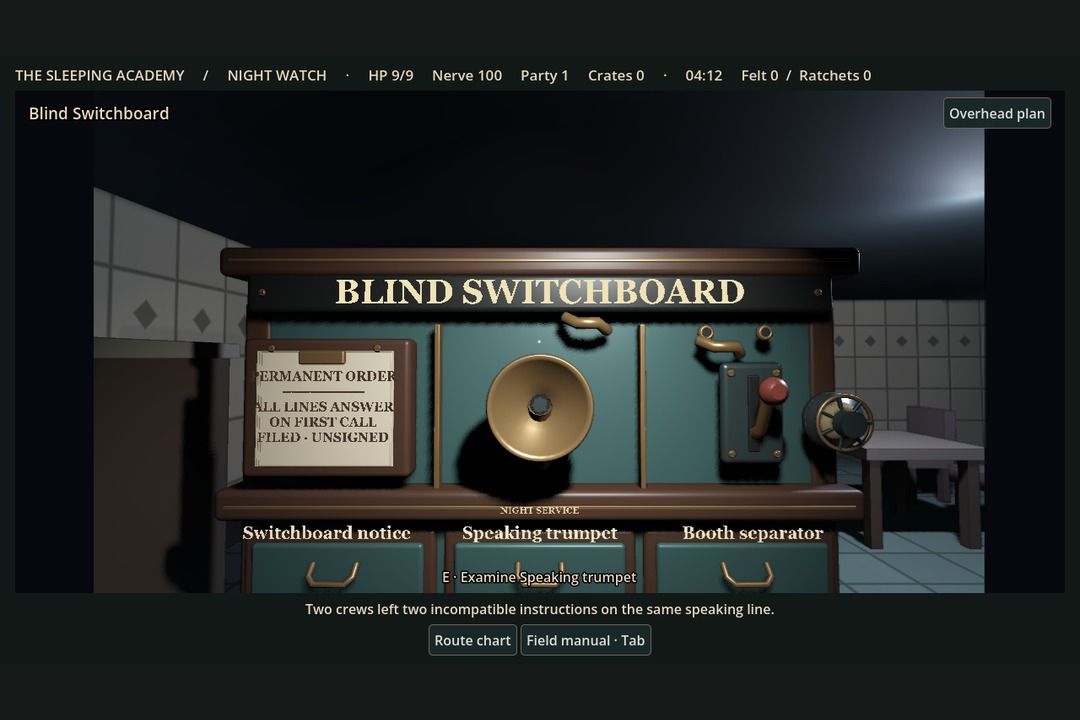 THE SLEEPING ACADEMY / NIGHT WATCH · HP 9/9 Nerve 100 Party 1 Crates 0 · 04:12 Felt 0 / Ratchets 0
Blind Switchboard
Overhead plan
BLIND SWITCHBOARD
PERMANENT ORDER
ALL LINES ANSWER
ON FIRST CALL
FILED · UNSIGNED
NIGHT SERVICE
Switchboard notice
Speaking trumpet
Booth separator
E · Examine Speaking trumpet
Two crews left two incompatible instructions on the same speaking line.
Route chart
Field manual · Tab